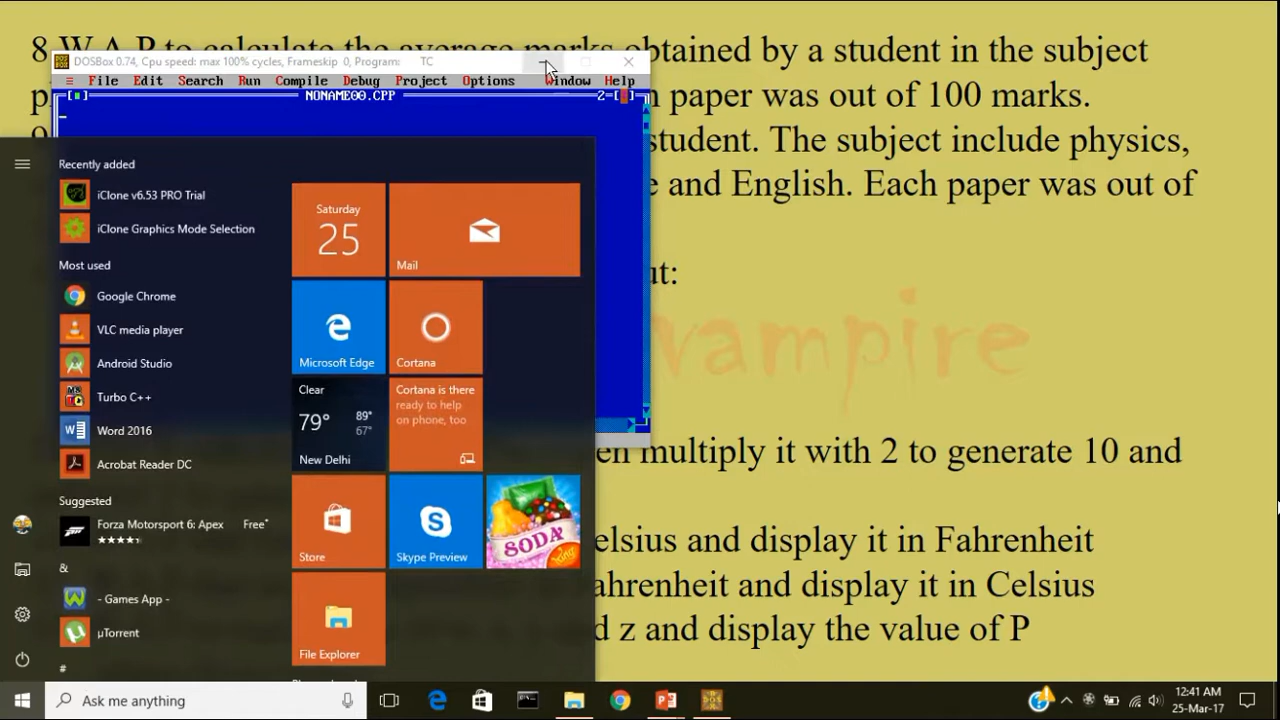 8.W.A.P to calculate the average marks obtained by a student in the subject
DOSBox 0.74, Cpu speed: max 100% cycles, Frameskip 0, Program: TC
≡ File Edit Search Run Compile Debug Project Options Window Help
NONAME00.CPP 2
paper was out of 100 marks.
student. The subject include physics,
e and English. Each paper was out of
ut:
vampire
en multiply it with 2 to generate 10 and
elsius and display it in Fahrenheit
ahrenheit and display it in Celsius
d z and display the value of P
Recently added
iClone v6.53 PRO Trial
iClone Graphics Mode Selection
Most used
Google Chrome
VLC media player
Android Studio
Turbo C++
Word 2016
Acrobat Reader DC
Suggested
Forza Motorsport 6: Apex Free*
&
- Games App -
µTorrent
#
Saturday
25
Mail
Microsoft Edge
Cortana
Clear
79° 89°
67°
New Delhi
Cortana is there
ready to help
on phone, too
Store
Skype Preview
SODA
King
File Explorer
Ask me anything
12:41 AM
25-Mar-17